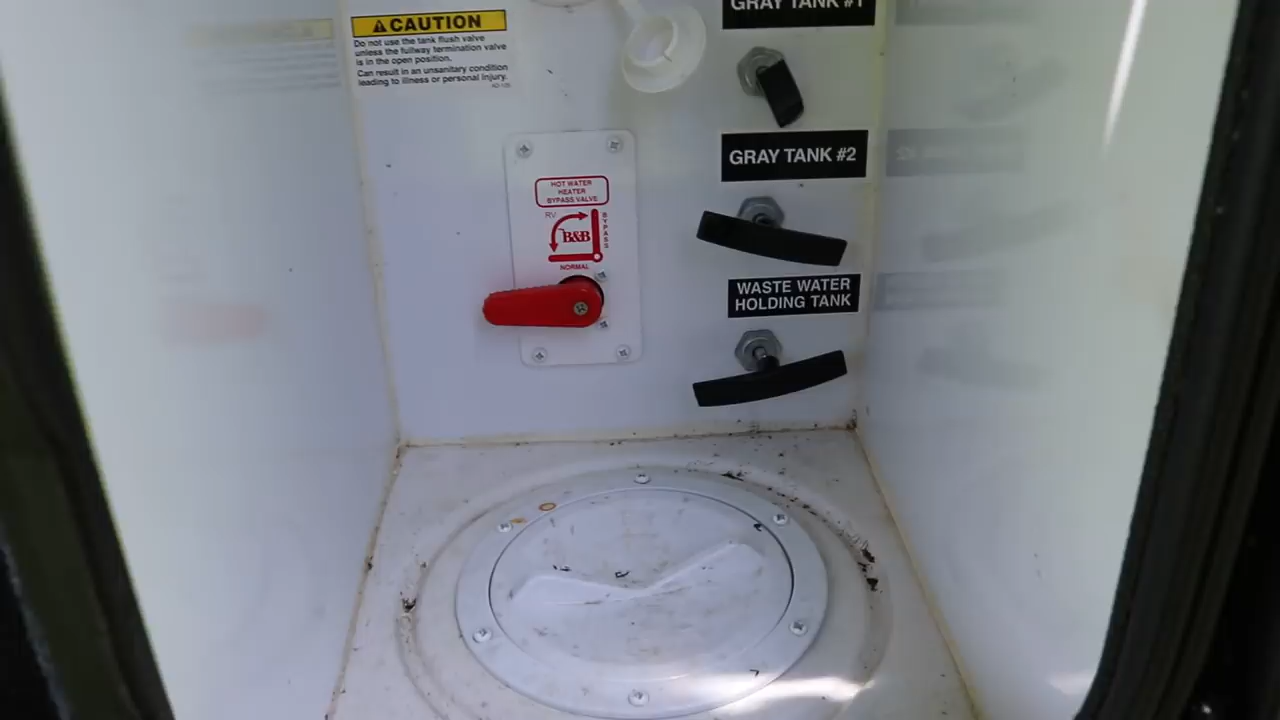 CAUTION
Do not use the tank flush valve
unless the fullway termination valve
is in the open position.
Can result in an unsanitary condition
leading to illness or personal injury.
GRAY TANK #1
GRAY TANK #2
HOT WATER
HEATER
BYPASS VALVE
RV
B&B
BYPASS
NORMAL
WASTE WATER
HOLDING TANK